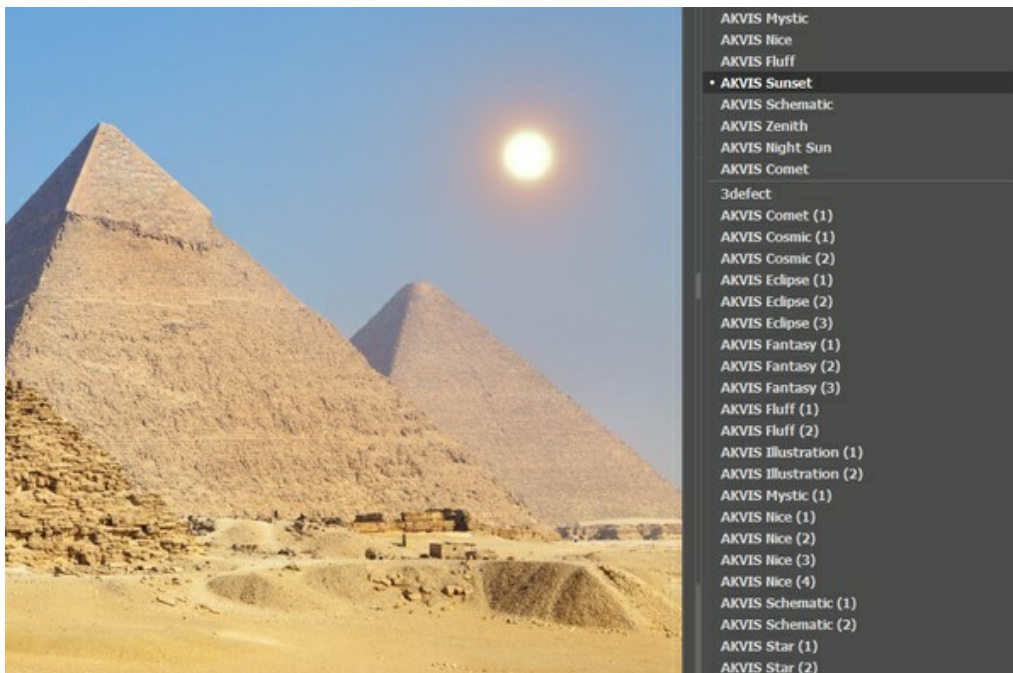 AKVIS Mystic
AKVIS Nice
AKVIS Fluff
• AKVIS Sunset
AKVIS Schematic
AKVIS Zenith
AKVIS Night Sun
AKVIS Comet
3defect
AKVIS Comet (1)
AKVIS Cosmic (1)
AKVIS Cosmic (2)
AKVIS Eclipse (1)
AKVIS Eclipse (2)
AKVIS Eclipse (3)
AKVIS Fantasy (1)
AKVIS Fantasy (2)
AKVIS Fantasy (3)
AKVIS Fluff (1)
AKVIS Fluff (2)
AKVIS Illustration (1)
AKVIS Illustration (2)
AKVIS Mystic (1)
AKVIS Nice (1)
AKVIS Nice (2)
AKVIS Nice (3)
AKVIS Nice (4)
AKVIS Schematic (1)
AKVIS Schematic (2)
AKVIS Star (1)
AKVIS Star (2)